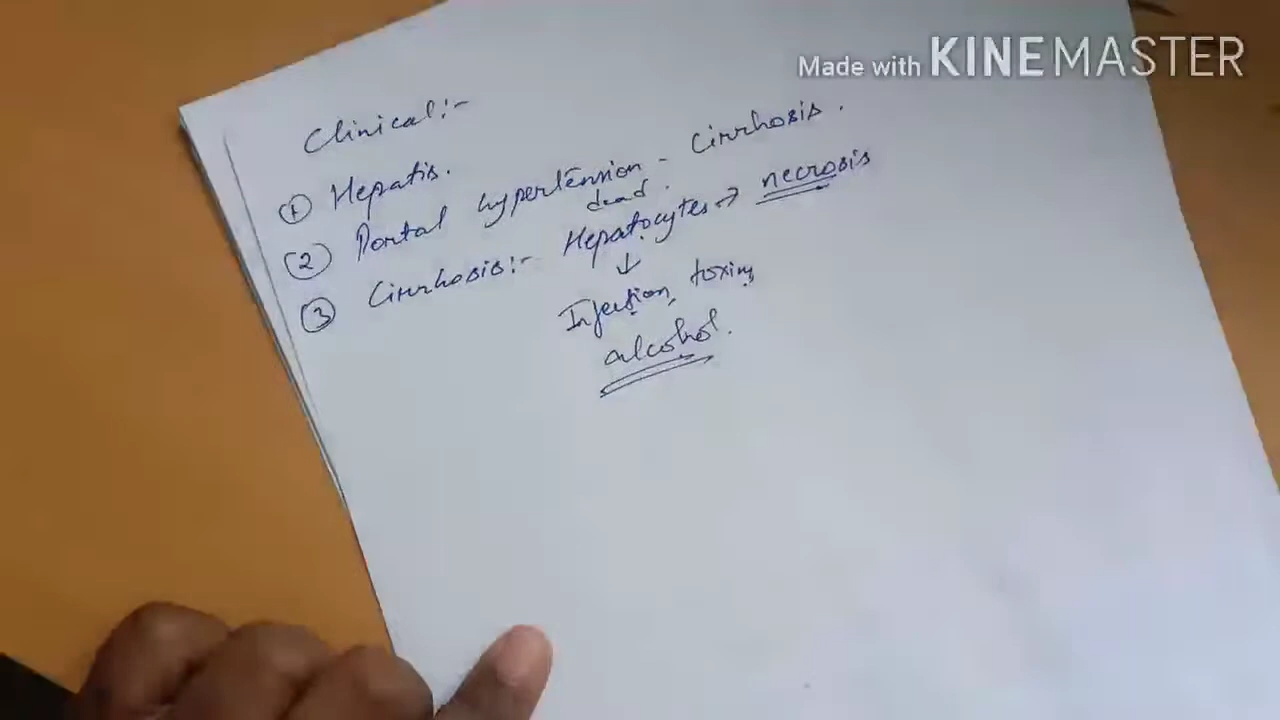 Made with KINEMASTER
Clinical:-
① Hepatis.
② Portal hypertension - Cirrhosis.
dead.
③ Cirrhosis:- Hepatocytes → necrosis
↓
Infection, toxins
alcohol.